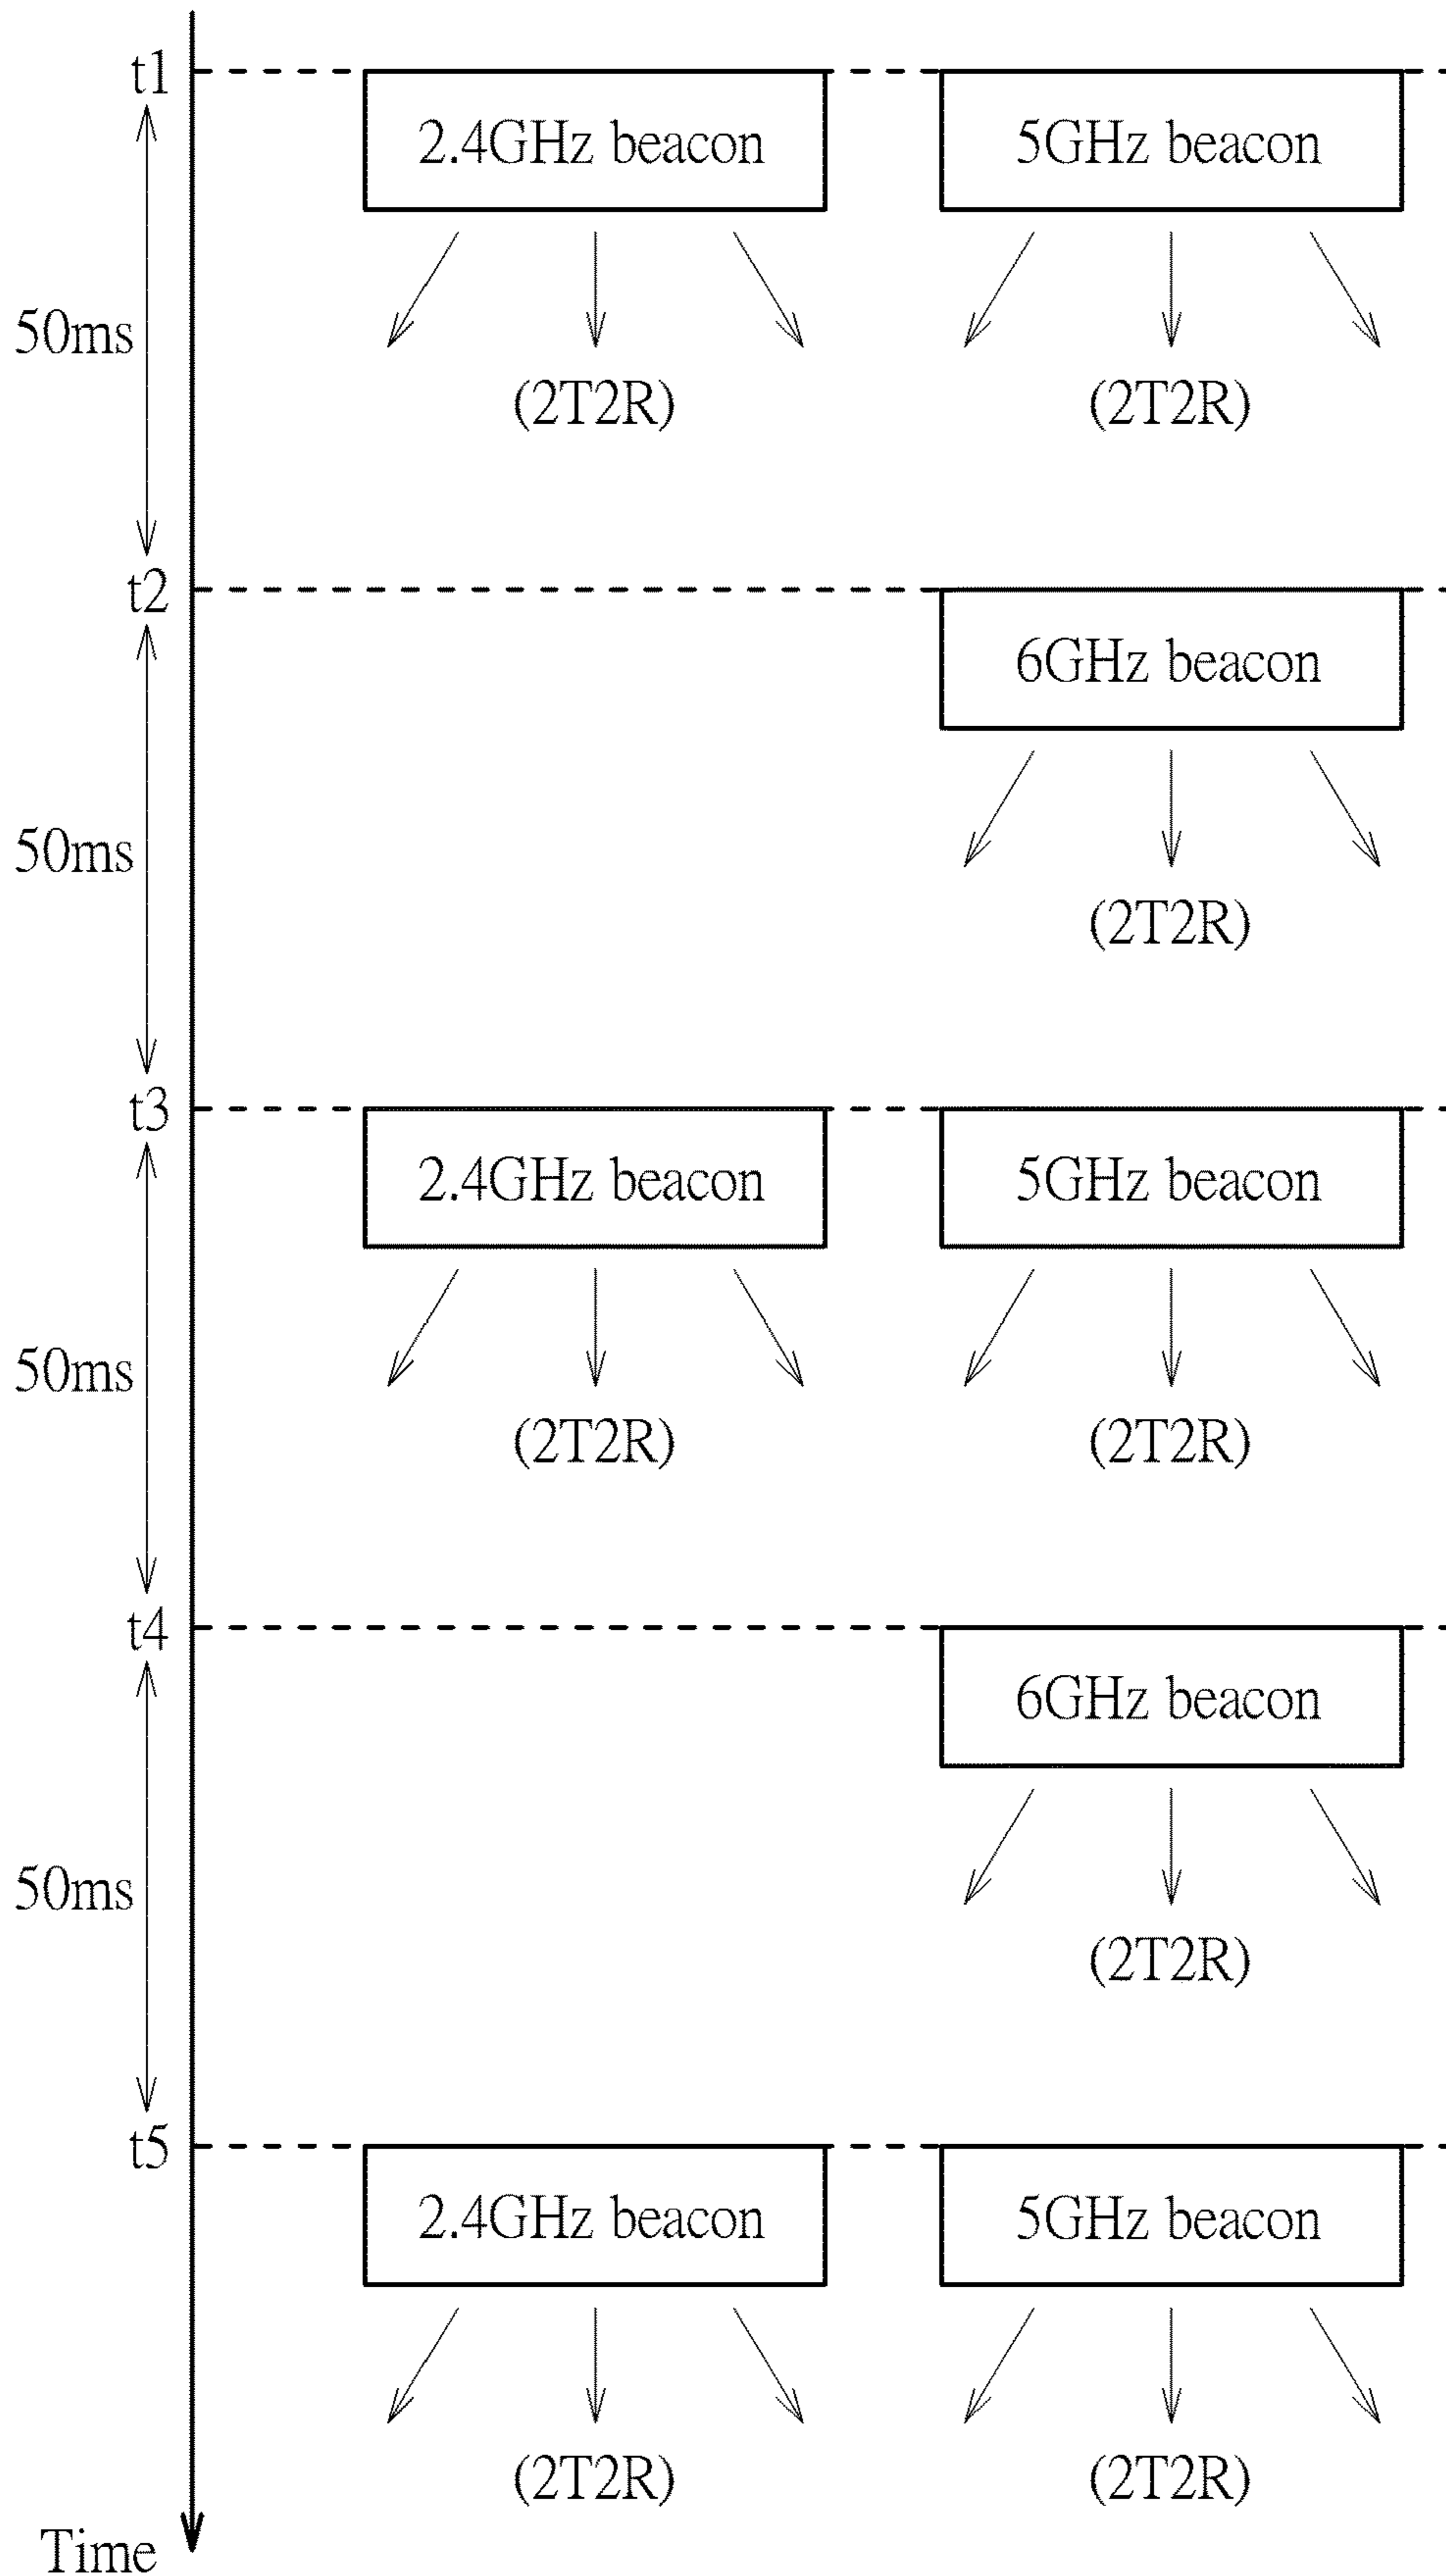 t1
2.4GHz beacon 5GHz beacon
50ms
(2T2R) (2T2R)
t2
6GHz beacon
50ms
(2T2R)
t3
2.4GHz beacon 5GHz beacon
50ms
(2T2R) (2T2R)
t4
6GHz beacon
50ms
(2T2R)
t5
2.4GHz beacon 5GHz beacon
(2T2R) (2T2R)
Time